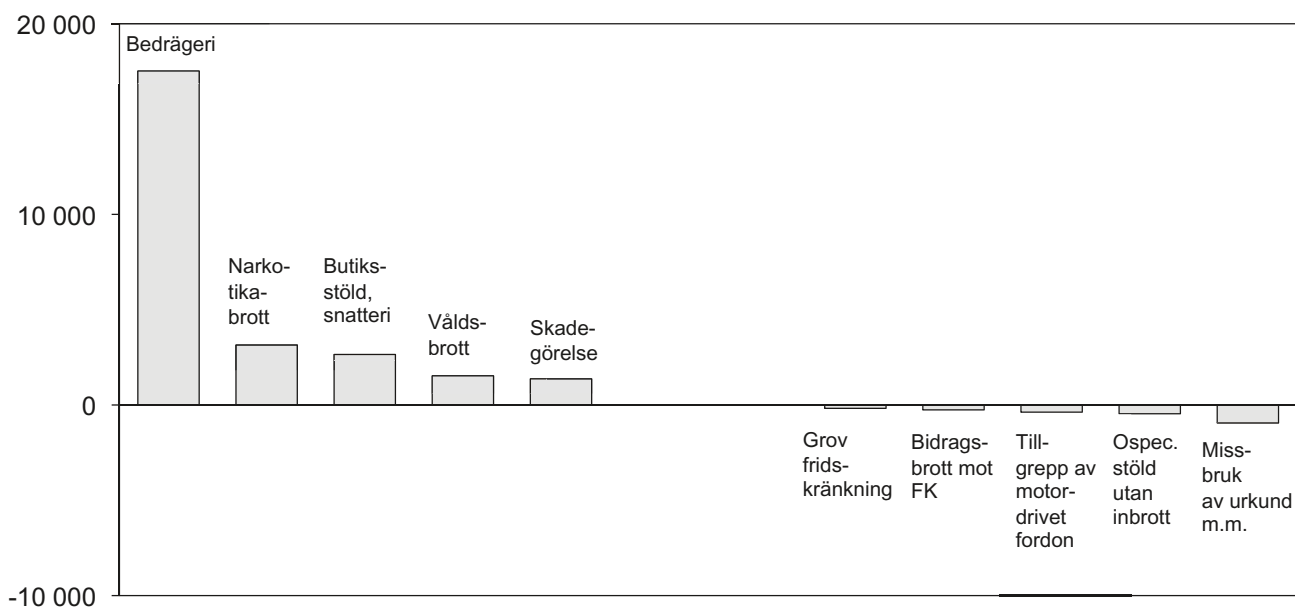 20 000
Bedrägeri
10 000
Narko-
tika-
brott
Butiks-
stöld,
snatteri
Vålds-
brott
Skade-
görelse
0
Grov
frids-
kränkning
Bidrags-
brott mot
FK
Till-
grepp av
motor-
drivet
fordon
Ospec.
stöld
utan
inbrott
Miss-
bruk
av urkund
m.m.
-10 000